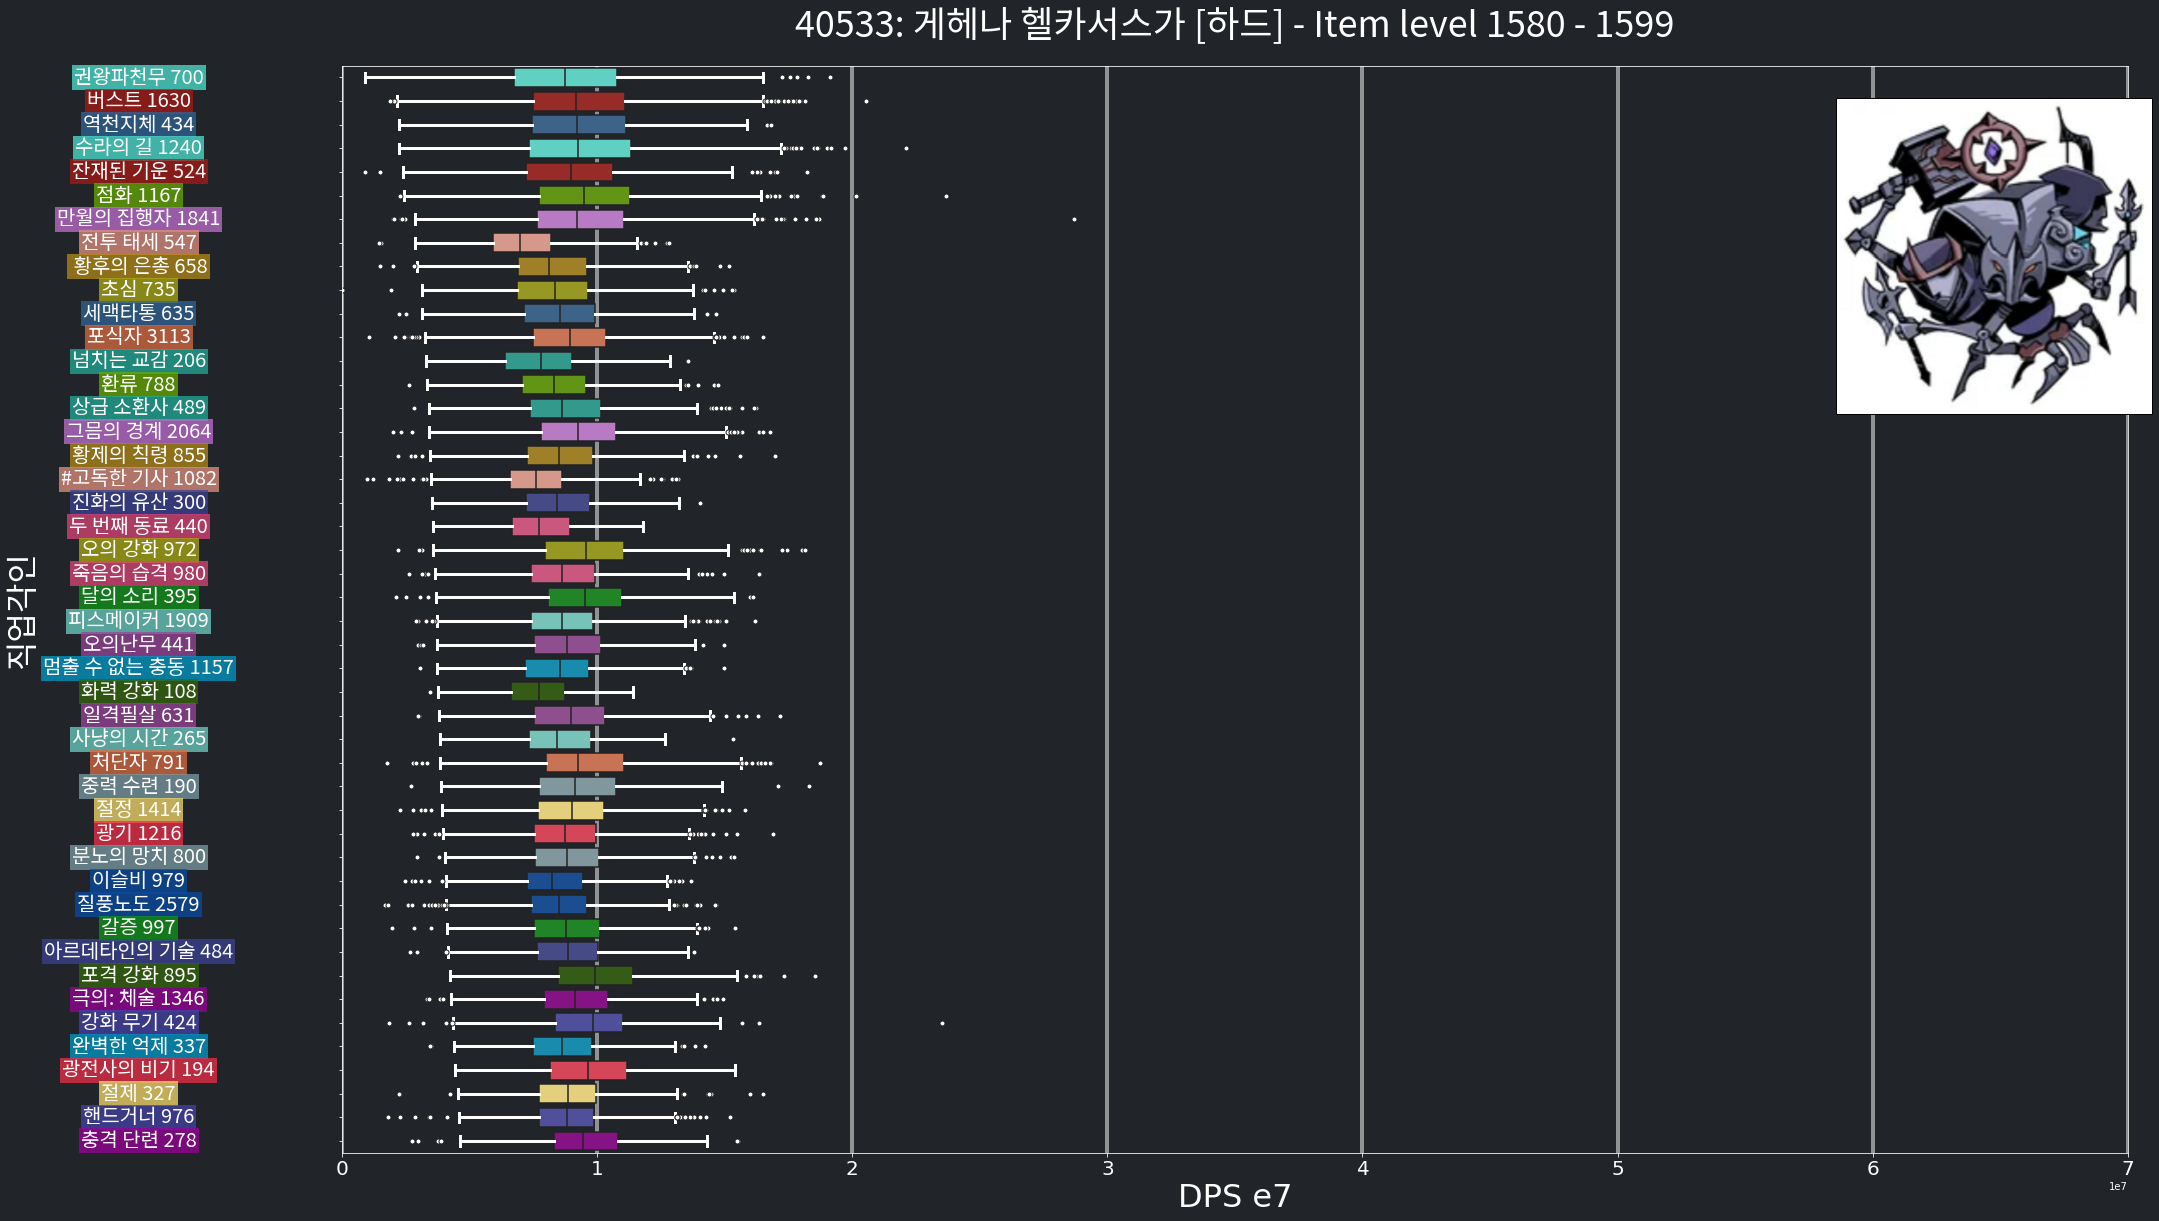 40533: 게헤나 헬카서스가 [하드] - Item level 1580 - 1599
권왕파천무 700
버스트 1630
역천지체 434
수라의 길 1240
잔재된 기운 524
점화 1167
만월의 집행자 1841
전투 태세 547
황후의 은총 658
초심 735
세맥타통 635
포식자 3113
넘치는 교감 206
환류 788
상급 소환사 489
그믐의 경계 2064
황제의 칙령 855
#고독한 기사 1082
진화의 유산 300
두 번째 동료 440
오의 강화 972
죽음의 습격 980
달의 소리 395
피스메이커 1909
오의난무 441
멈출 수 없는 충동 1157
화력 강화 108
일격필살 631
사냥의 시간 265
처단자 791
중력 수련 190
절정 1414
광기 1216
분노의 망치 800
이슬비 979
질풍노도 2579
갈증 997
아르데타인의 기술 484
포격 강화 895
극의: 체술 1346
강화 무기 424
완벽한 억제 337
광전사의 비기 194
절제 327
핸드거너 976
충격 단련 278
직업각인
0 1 2 3 4 5 6 7
1e7
DPS e7